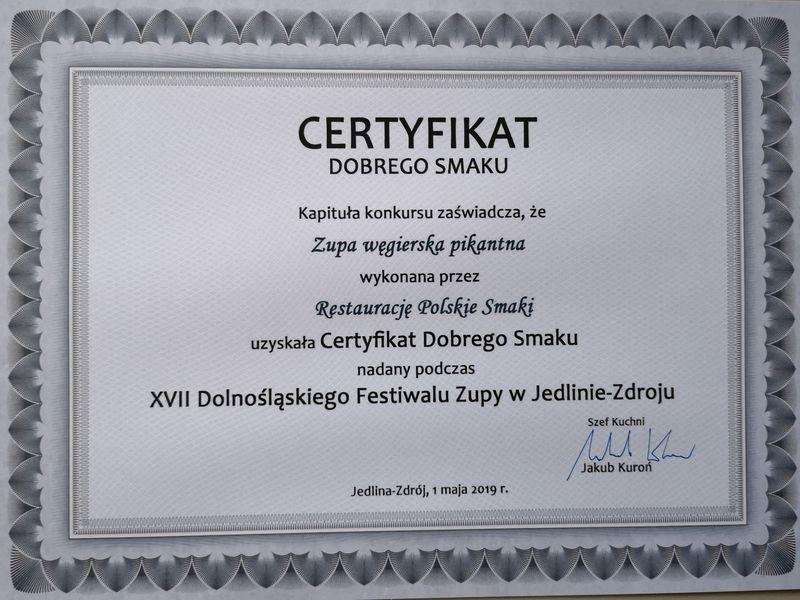 CERTYFIKAT
DOBREGO SMAKU
Kapituła konkursu zaświadcza, że
Zupa węgierska pikantna
wykonana przez
Restaurację Polskie Smaki
uzyskała Certyfikat Dobrego Smaku
nadany podczas
XVII Dolnośląskiego Festiwalu Zupy w Jedlinie-Zdroju
Szef Kuchni
Jakub Kuroń
Jedlina-Zdrój, 1 maja 2019 r.